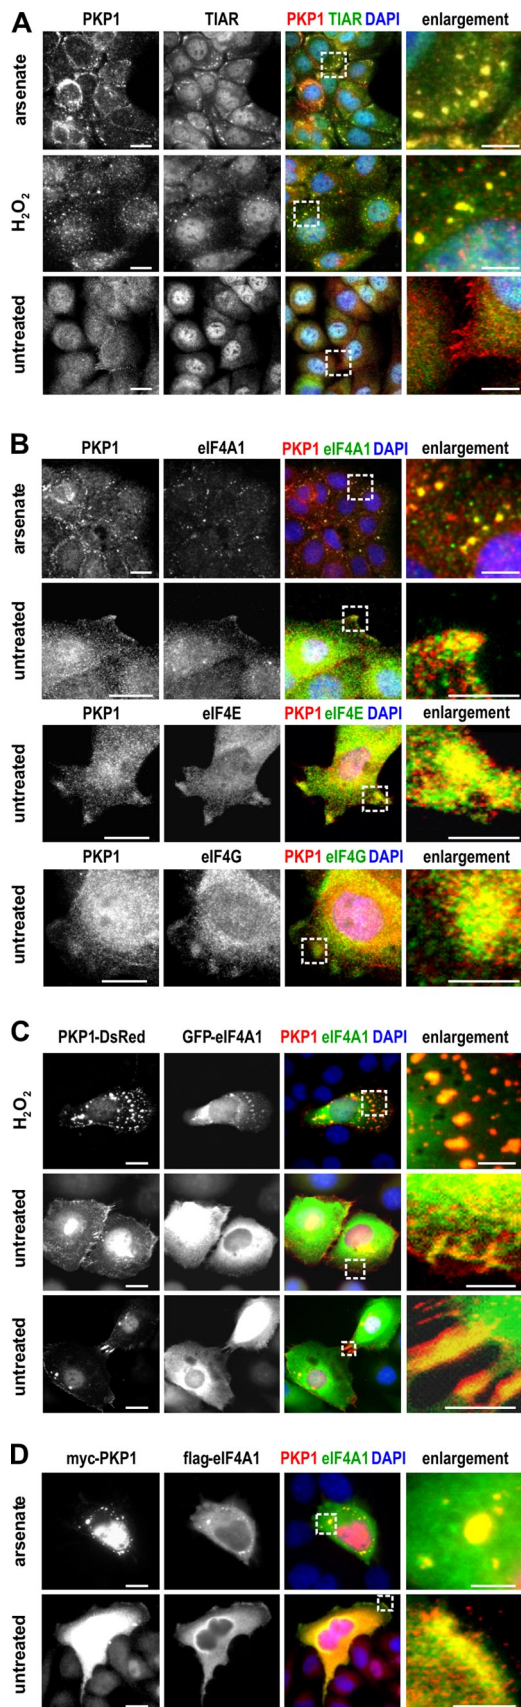 A
PKP1 TIAR PKP1 TIAR DAPI enlargement
arsenate
H₂O₂
untreated
B
PKP1 eIF4A1 PKP1 eIF4A1 DAPI enlargement
arsenate
untreated
PKP1 eIF4E PKP1 eIF4E DAPI enlargement
untreated
PKP1 eIF4G PKP1 eIF4G DAPI enlargement
untreated
C
PKP1-DsRed GFP-eIF4A1 PKP1 eIF4A1 DAPI enlargement
H₂O₂
untreated
untreated
D
myc-PKP1 flag-eIF4A1 PKP1 eIF4A1 DAPI enlargement
arsenate
untreated